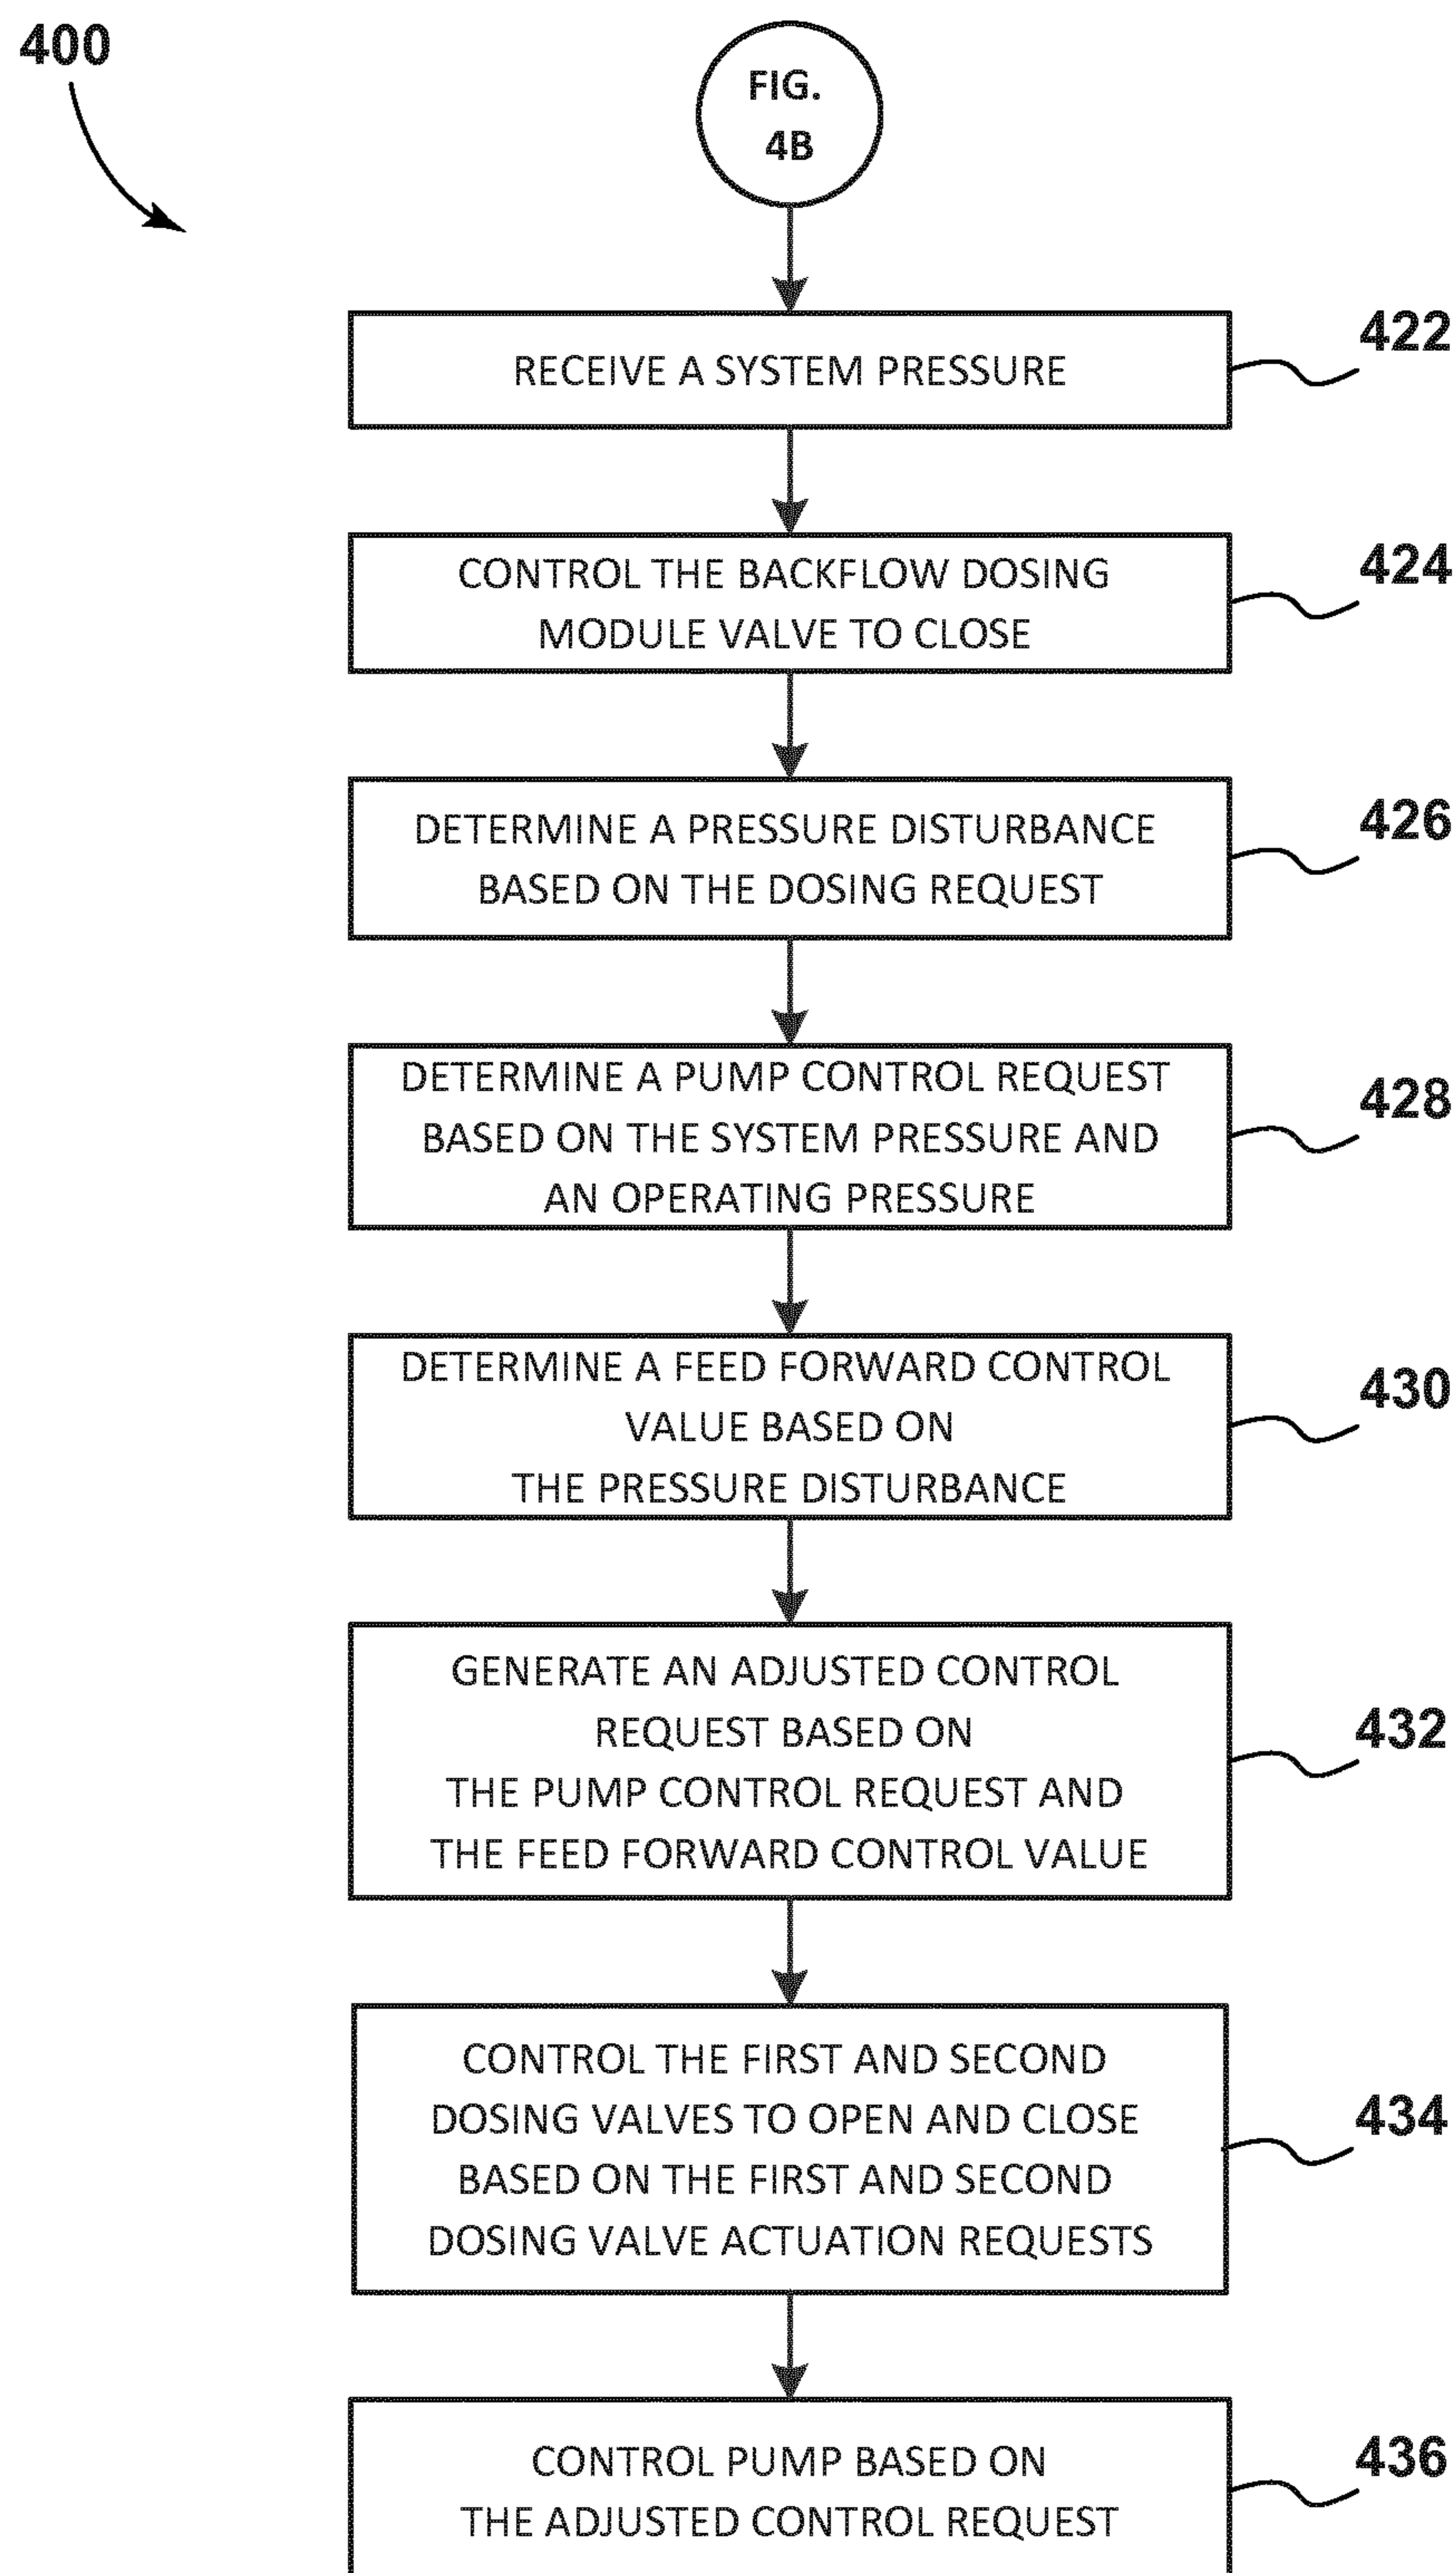 400
FIG.
4B
RECEIVE A SYSTEM PRESSURE
422
CONTROL THE BACKFLOW DOSING
MODULE VALVE TO CLOSE
424
DETERMINE A PRESSURE DISTURBANCE
BASED ON THE DOSING REQUEST
426
DETERMINE A PUMP CONTROL REQUEST
BASED ON THE SYSTEM PRESSURE AND
AN OPERATING PRESSURE
428
DETERMINE A FEED FORWARD CONTROL
VALUE BASED ON
THE PRESSURE DISTURBANCE
430
GENERATE AN ADJUSTED CONTROL
REQUEST BASED ON
THE PUMP CONTROL REQUEST AND
THE FEED FORWARD CONTROL VALUE
432
CONTROL THE FIRST AND SECOND
DOSING VALVES TO OPEN AND CLOSE
BASED ON THE FIRST AND SECOND
DOSING VALVE ACTUATION REQUESTS
434
CONTROL PUMP BASED ON
THE ADJUSTED CONTROL REQUEST
436